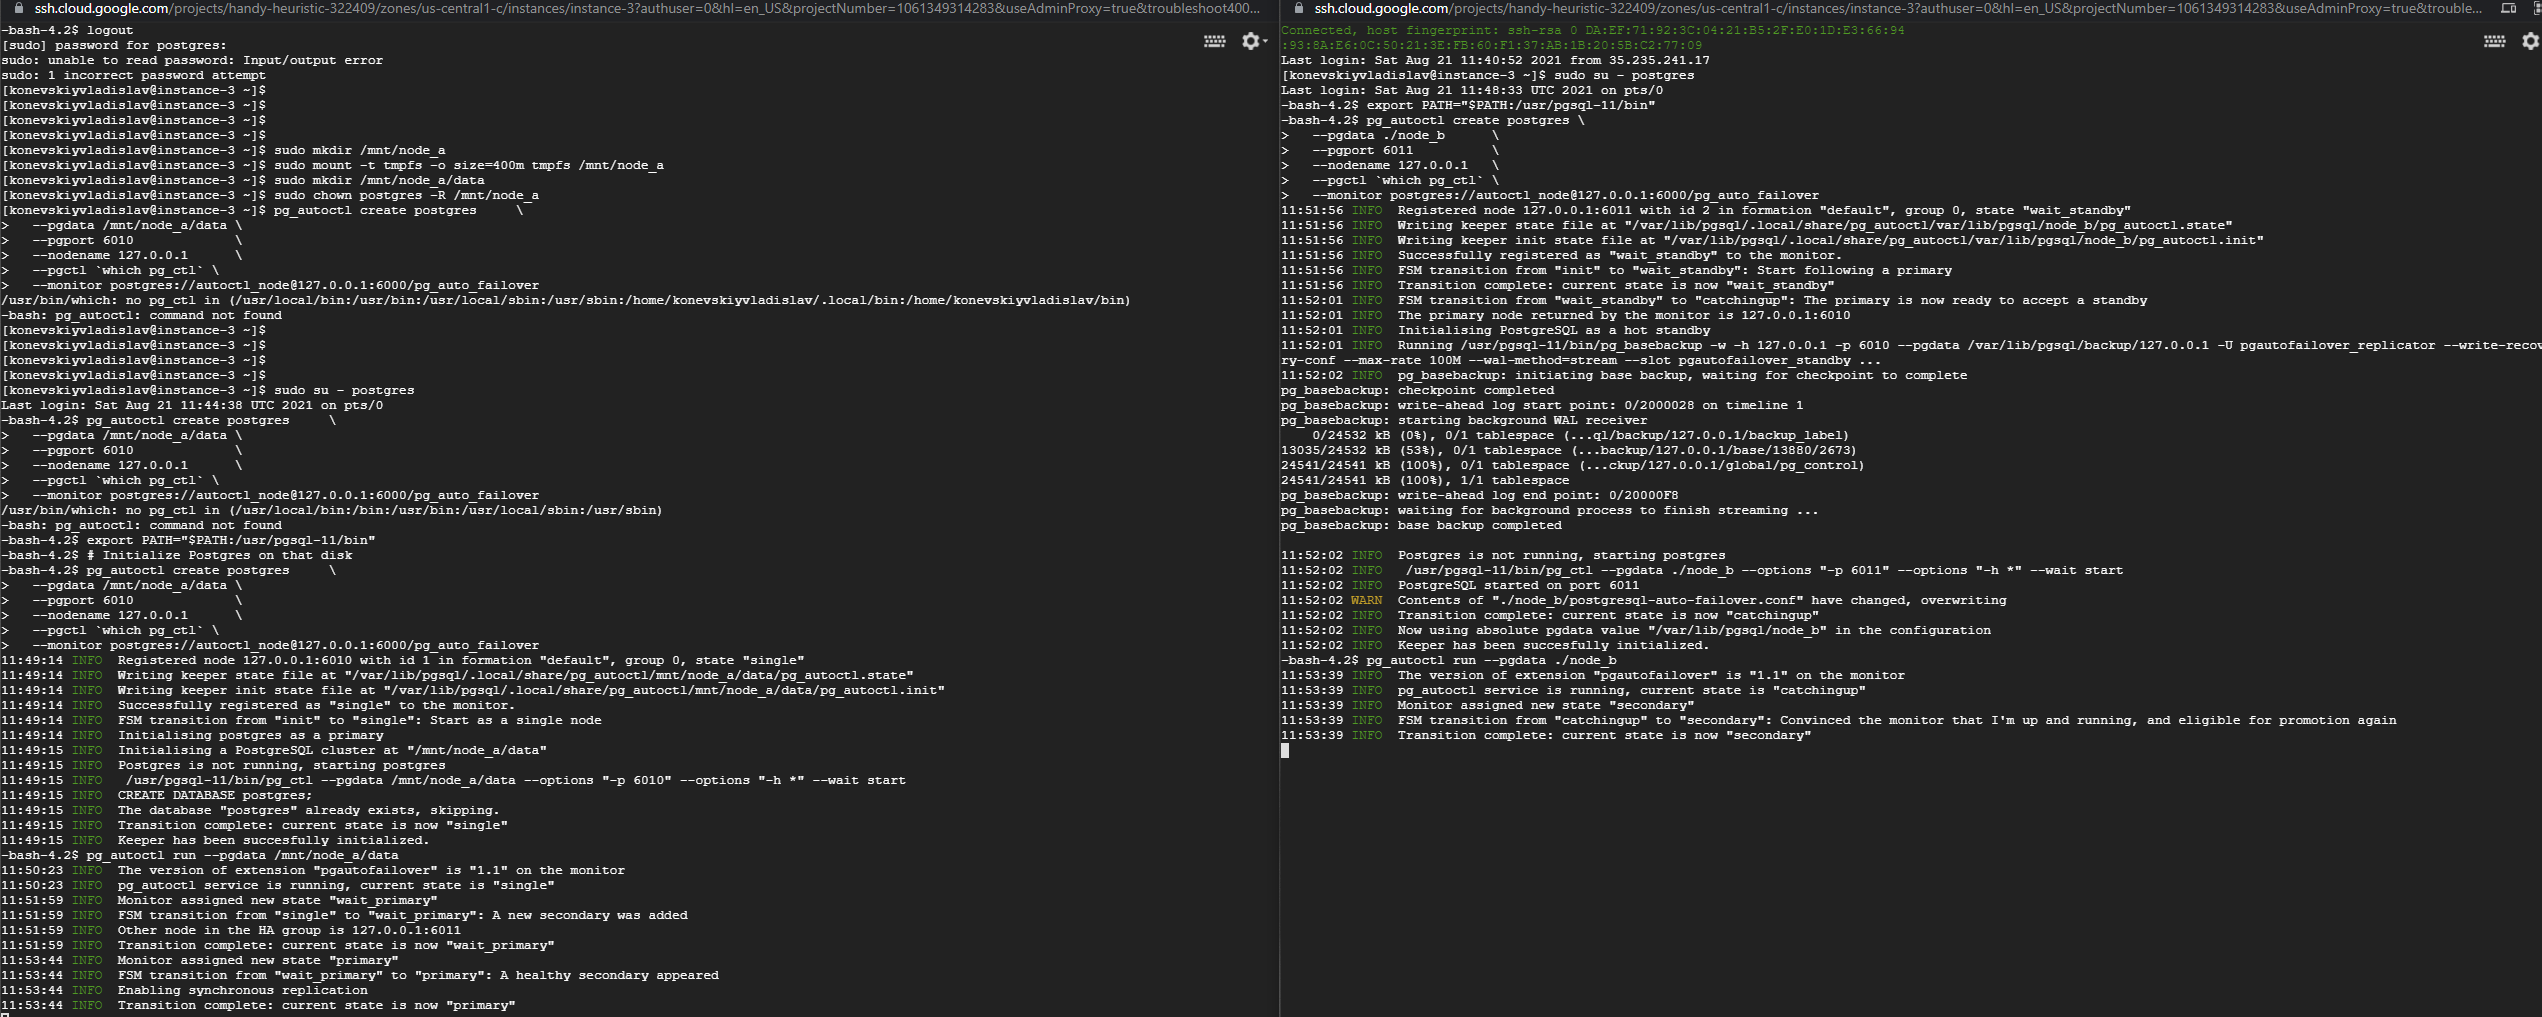 ssh.cloud.google.com/projects/handy-heuristic-322409/zones/us-central1-c/instances/instance-3?authuser=0&hl=en_US&projectNumber=1061349314283&useAdminProxy=true&troubleshoot400...
-bash-4.2$ logout
[sudo] password for postgres:
sudo: unable to read password: Input/output error
sudo: 1 incorrect password attempt
[konevskiyvladislav@instance-3 ~]$
[konevskiyvladislav@instance-3 ~]$
[konevskiyvladislav@instance-3 ~]$
[konevskiyvladislav@instance-3 ~]$
[konevskiyvladislav@instance-3 ~]$ sudo mkdir /mnt/node_a
[konevskiyvladislav@instance-3 ~]$ sudo mount -t tmpfs -o size=400m tmpfs /mnt/node_a
[konevskiyvladislav@instance-3 ~]$ sudo mkdir /mnt/node_a/data
[konevskiyvladislav@instance-3 ~]$ sudo chown postgres -R /mnt/node_a
[konevskiyvladislav@instance-3 ~]$ pg_autoctl create postgres     \
>    --pgdata /mnt/node_a/data \
>    --pgport 6010             \
>    --nodename 127.0.0.1      \
>    --pgctl `which pg_ctl` \
>    --monitor postgres://autoctl_node@127.0.0.1:6000/pg_auto_failover
/usr/bin/which: no pg_ctl in (/usr/local/bin:/usr/bin:/usr/local/sbin:/usr/sbin:/home/konevskiyvladislav/.local/bin:/home/konevskiyvladislav/bin)
-bash: pg_autoctl: command not found
[konevskiyvladislav@instance-3 ~]$
[konevskiyvladislav@instance-3 ~]$
[konevskiyvladislav@instance-3 ~]$
[konevskiyvladislav@instance-3 ~]$
[konevskiyvladislav@instance-3 ~]$ sudo su - postgres
Last login: Sat Aug 21 11:44:38 UTC 2021 on pts/0
-bash-4.2$ pg_autoctl create postgres     \
>    --pgdata /mnt/node_a/data \
>    --pgport 6010             \
>    --nodename 127.0.0.1      \
>    --pgctl `which pg_ctl` \
>    --monitor postgres://autoctl_node@127.0.0.1:6000/pg_auto_failover
/usr/bin/which: no pg_ctl in (/usr/local/bin:/bin:/usr/bin:/usr/local/sbin:/usr/sbin)
-bash: pg_autoctl: command not found
-bash-4.2$ export PATH="$PATH:/usr/pgsql-11/bin"
-bash-4.2$ # Initialize Postgres on that disk
-bash-4.2$ pg_autoctl create postgres     \
>    --pgdata /mnt/node_a/data \
>    --pgport 6010             \
>    --nodename 127.0.0.1      \
>    --pgctl `which pg_ctl` \
>    --monitor postgres://autoctl_node@127.0.0.1:6000/pg_auto_failover
11:49:14 INFO  Registered node 127.0.0.1:6010 with id 1 in formation "default", group 0, state "single"
11:49:14 INFO  Writing keeper state file at "/var/lib/pgsql/.local/share/pg_autoctl/mnt/node_a/data/pg_autoctl.state"
11:49:14 INFO  Writing keeper init state file at "/var/lib/pgsql/.local/share/pg_autoctl/mnt/node_a/data/pg_autoctl.init"
11:49:14 INFO  Successfully registered as "single" to the monitor.
11:49:14 INFO  FSM transition from "init" to "single": Start as a single node
11:49:14 INFO  Initialising postgres as a primary
11:49:15 INFO  Initialising a PostgreSQL cluster at "/mnt/node_a/data"
11:49:15 INFO  Postgres is not running, starting postgres
11:49:15 INFO   /usr/pgsql-11/bin/pg_ctl --pgdata /mnt/node_a/data --options "-p 6010" --options "-h *" --wait start
11:49:15 INFO  CREATE DATABASE postgres;
11:49:15 INFO  The database "postgres" already exists, skipping.
11:49:15 INFO  Transition complete: current state is now "single"
11:49:15 INFO  Keeper has been succesfully initialized.
-bash-4.2$ pg_autoctl run --pgdata /mnt/node_a/data
11:50:23 INFO  The version of extension "pgautofailover" is "1.1" on the monitor
11:50:23 INFO  pg_autoctl service is running, current state is "single"
11:51:59 INFO  Monitor assigned new state "wait_primary"
11:51:59 INFO  FSM transition from "single" to "wait_primary": A new secondary was added
11:51:59 INFO  Other node in the HA group is 127.0.0.1:6011
11:51:59 INFO  Transition complete: current state is now "wait_primary"
11:53:44 INFO  Monitor assigned new state "primary"
11:53:44 INFO  FSM transition from "wait_primary" to "primary": A healthy secondary appeared
11:53:44 INFO  Enabling synchronous replication
11:53:44 INFO  Transition complete: current state is now "primary"
ssh.cloud.google.com/projects/handy-heuristic-322409/zones/us-central1-c/instances/instance-3?authuser=0&hl=en_US&projectNumber=1061349314283&useAdminProxy=true&trouble...
Connected, host fingerprint: ssh-rsa 0 DA:EF:71:92:3C:04:21:B5:2F:E0:1D:E3:66:94
:93:8A:E6:0C:50:21:3E:FB:60:F1:37:AB:1B:20:5B:C2:77:09
Last login: Sat Aug 21 11:40:52 2021 from 35.235.241.17
[konevskiyvladislav@instance-3 ~]$ sudo su - postgres
Last login: Sat Aug 21 11:48:33 UTC 2021 on pts/0
-bash-4.2$ export PATH="$PATH:/usr/pgsql-11/bin"
-bash-4.2$ pg_autoctl create postgres \
>   --pgdata ./node_b      \
>   --pgport 6011          \
>   --nodename 127.0.0.1   \
>   --pgctl `which pg_ctl` \
>   --monitor postgres://autoctl_node@127.0.0.1:6000/pg_auto_failover
11:51:56 INFO  Registered node 127.0.0.1:6011 with id 2 in formation "default", group 0, state "wait_standby"
11:51:56 INFO  Writing keeper state file at "/var/lib/pgsql/.local/share/pg_autoctl/var/lib/pgsql/node_b/pg_autoctl.state"
11:51:56 INFO  Writing keeper init state file at "/var/lib/pgsql/.local/share/pg_autoctl/var/lib/pgsql/node_b/pg_autoctl.init"
11:51:56 INFO  Successfully registered as "wait_standby" to the monitor.
11:51:56 INFO  FSM transition from "init" to "wait_standby": Start following a primary
11:51:56 INFO  Transition complete: current state is now "wait_standby"
11:52:01 INFO  FSM transition from "wait_standby" to "catchingup": The primary is now ready to accept a standby
11:52:01 INFO  The primary node returned by the monitor is 127.0.0.1:6010
11:52:01 INFO  Initialising PostgreSQL as a hot standby
11:52:01 INFO  Running /usr/pgsql-11/bin/pg_basebackup -w -h 127.0.0.1 -p 6010 --pgdata /var/lib/pgsql/backup/127.0.0.1 -U pgautofailover_replicator --write-recov
ry-conf --max-rate 100M --wal-method=stream --slot pgautofailover_standby ...
11:52:02 INFO  pg_basebackup: initiating base backup, waiting for checkpoint to complete
pg_basebackup: checkpoint completed
pg_basebackup: write-ahead log start point: 0/2000028 on timeline 1
pg_basebackup: starting background WAL receiver
    0/24532 kB (0%), 0/1 tablespace (...ql/backup/127.0.0.1/backup_label)
13035/24532 kB (53%), 0/1 tablespace (...backup/127.0.0.1/base/13880/2673)
24541/24541 kB (100%), 0/1 tablespace (...ckup/127.0.0.1/global/pg_control)
24541/24541 kB (100%), 1/1 tablespace
pg_basebackup: write-ahead log end point: 0/20000F8
pg_basebackup: waiting for background process to finish streaming ...
pg_basebackup: base backup completed
11:52:02 INFO  Postgres is not running, starting postgres
11:52:02 INFO   /usr/pgsql-11/bin/pg_ctl --pgdata ./node_b --options "-p 6011" --options "-h *" --wait start
11:52:02 INFO  PostgreSQL started on port 6011
11:52:02 WARN  Contents of "./node_b/postgresql-auto-failover.conf" have changed, overwriting
11:52:02 INFO  Transition complete: current state is now "catchingup"
11:52:02 INFO  Now using absolute pgdata value "/var/lib/pgsql/node_b" in the configuration
11:52:02 INFO  Keeper has been succesfully initialized.
-bash-4.2$ pg_autoctl run --pgdata ./node_b
11:53:39 INFO  The version of extension "pgautofailover" is "1.1" on the monitor
11:53:39 INFO  pg_autoctl service is running, current state is "catchingup"
11:53:39 INFO  Monitor assigned new state "secondary"
11:53:39 INFO  FSM transition from "catchingup" to "secondary": Convinced the monitor that I'm up and running, and eligible for promotion again
11:53:39 INFO  Transition complete: current state is now "secondary"